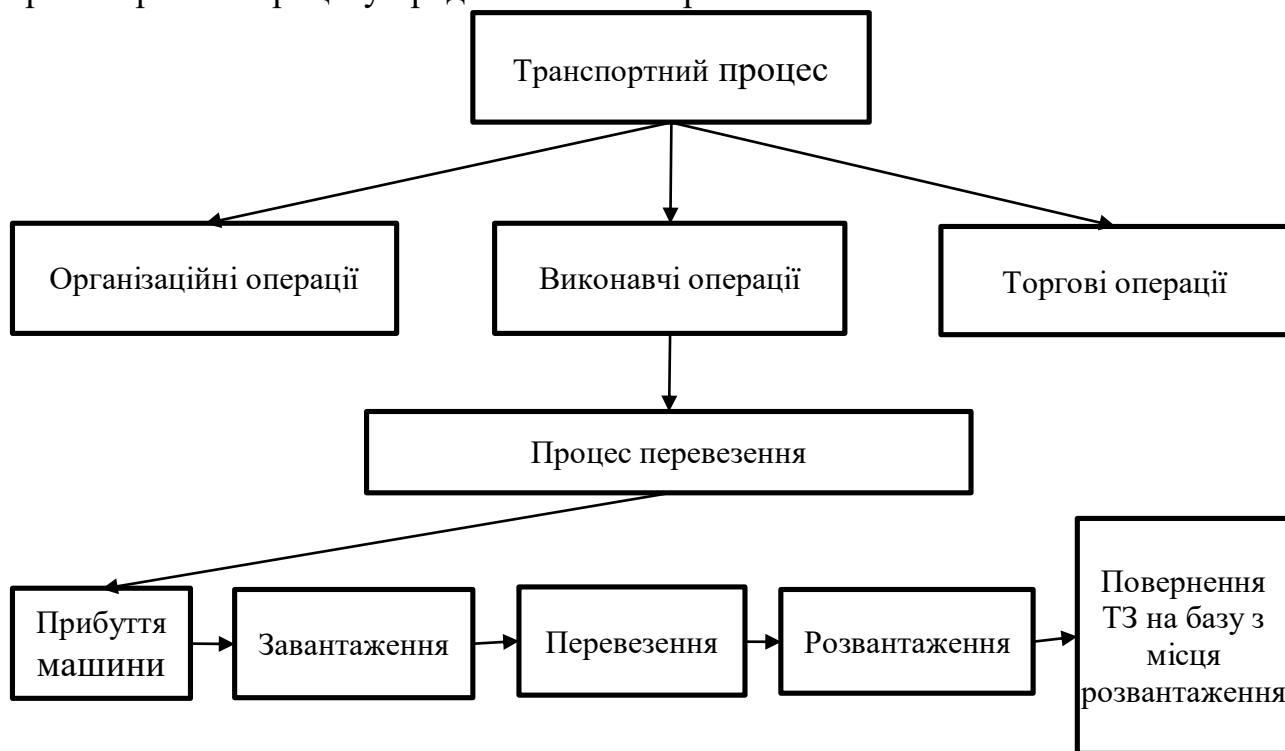 Транспортний процес
Організаційні операції
Виконавчі операції
Торгові операції
Процес перевезення
Прибуття
машини
Завантаження
Перевезення
Розвантаження
Повернення
ТЗ на базу з
місця
розвантаження